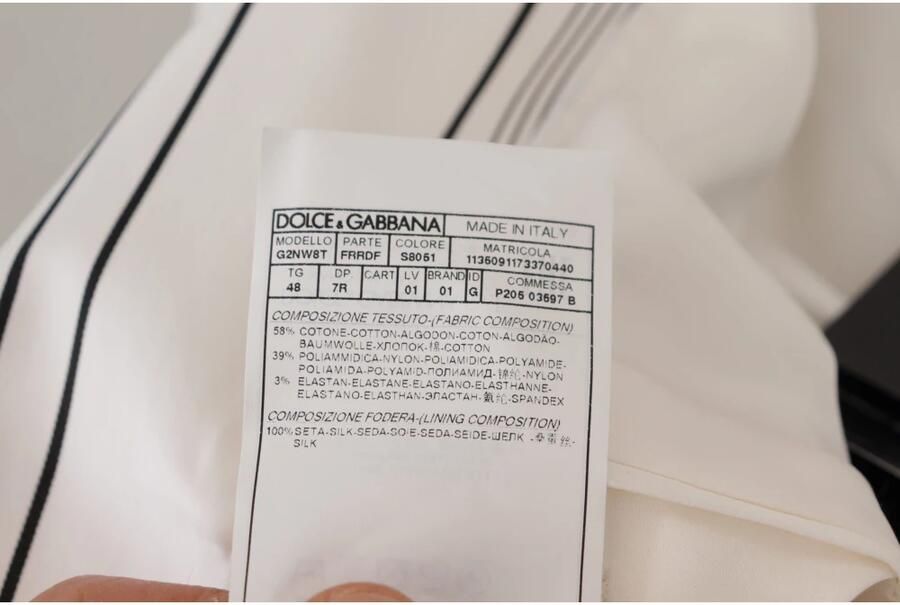 DOLCE & GABBANA MADE IN ITALY
MODELLO PARTE COLORE MATRICOLA
G2NW8T FRRDF S8051 1136091173370440
TG DP. CART LV BRAND ID COMMESSA
48 7R 01 01 G P205 03697 B
COMPOSIZIONE TESSUTO-(FABRIC COMPOSITION)
58% COTONE-COTTON-ALGODON-COTON-ALGODÃO-
BAUMWOLLE-ХЛОПОК-棉-COTTON
39% POLIAMMIDICA-NYLON-POLIAMIDICA-POLYAMIDE-
POLIAMIDA-POLYAMID-ПОЛИАМИД-锦纶-NYLON
3% ELASTAN-ELASTANE-ELASTANO-ELASTHANNE-
ELASTANO-ELASTHAN-ЭЛАСТАН-氨纶-SPANDEX
COMPOSIZIONE FODERA-(LINING COMPOSITION)
100% SETA-SILK-SEDA-SOIE-SEDA-SEIDE-ШЕЛК -桑蚕丝-
SILK